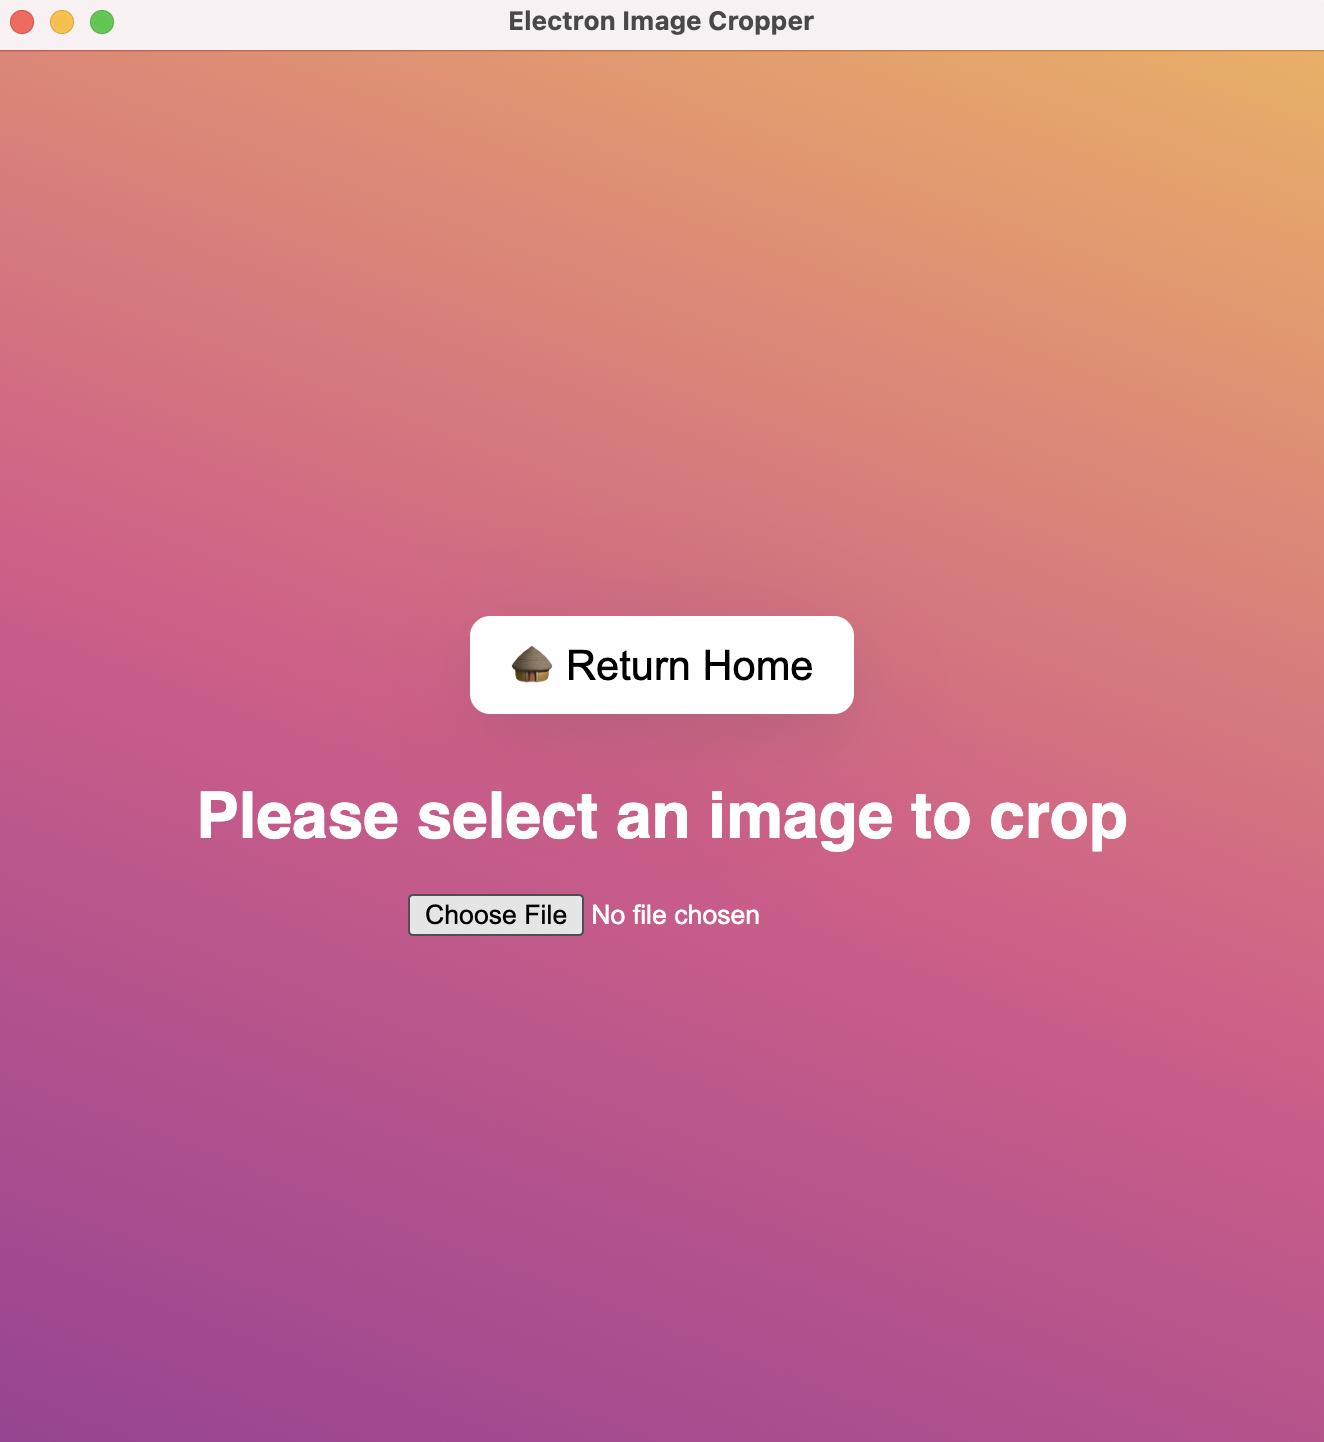 Electron Image Cropper
Return Home
Please select an image to crop
Choose File No file chosen